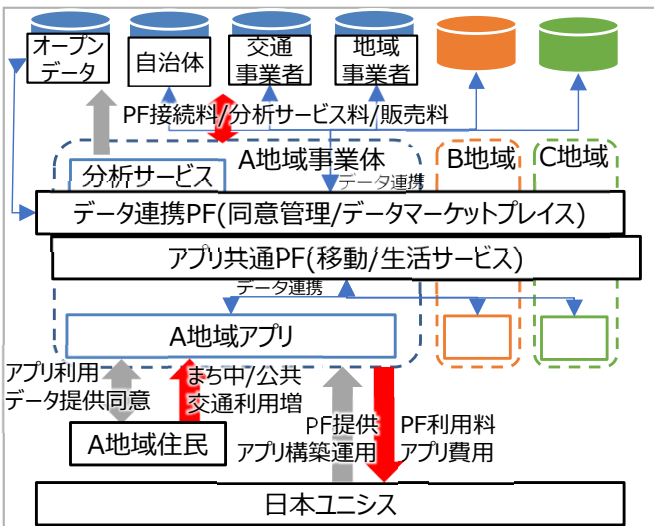 オープン
データ
自治体
交通
事業者
地域
事業者
PF接続料/分析サービス料/販売料
A地域事業体
B地域
C地域
分析サービス
データ連携
データ連携PF(同意管理/データマーケットプレイス)
アプリ共通PF(移動/生活サービス)
データ連携
A地域アプリ
アプリ利用
データ提供同意
まち中/公共
交通利用増
PF提供
アプリ構築運用
PF利用料
アプリ費用
A地域住民
日本ユニシス